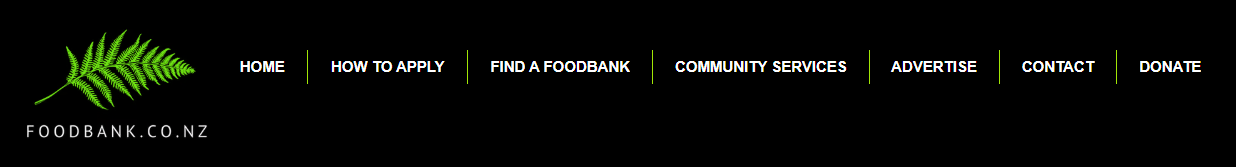 HOME HOW TO APPLY FIND A FOODBANK COMMUNITY SERVICES ADVERTISE CONTACT DONATE
FOODBANK.CO.NZ